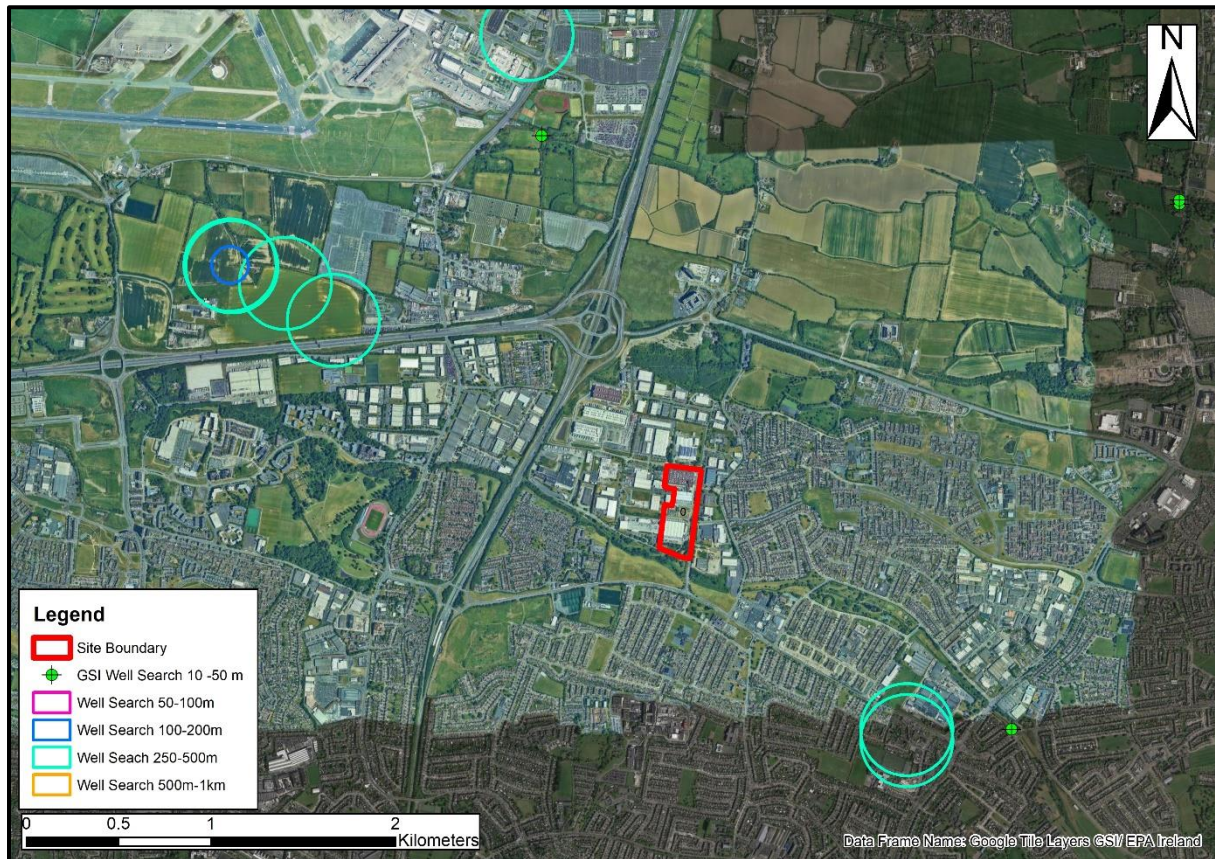 N
0
Legend
Site Boundary
GSI Well Search 10 -50 m
Well Search 50-100m
Well Search 100-200m
Well Seach 250-500m
Well Search 500m-1km
0 0.5 1 2
Kilometers
Data Frame Name: Google Tile Layers GSI/ EPA Ireland